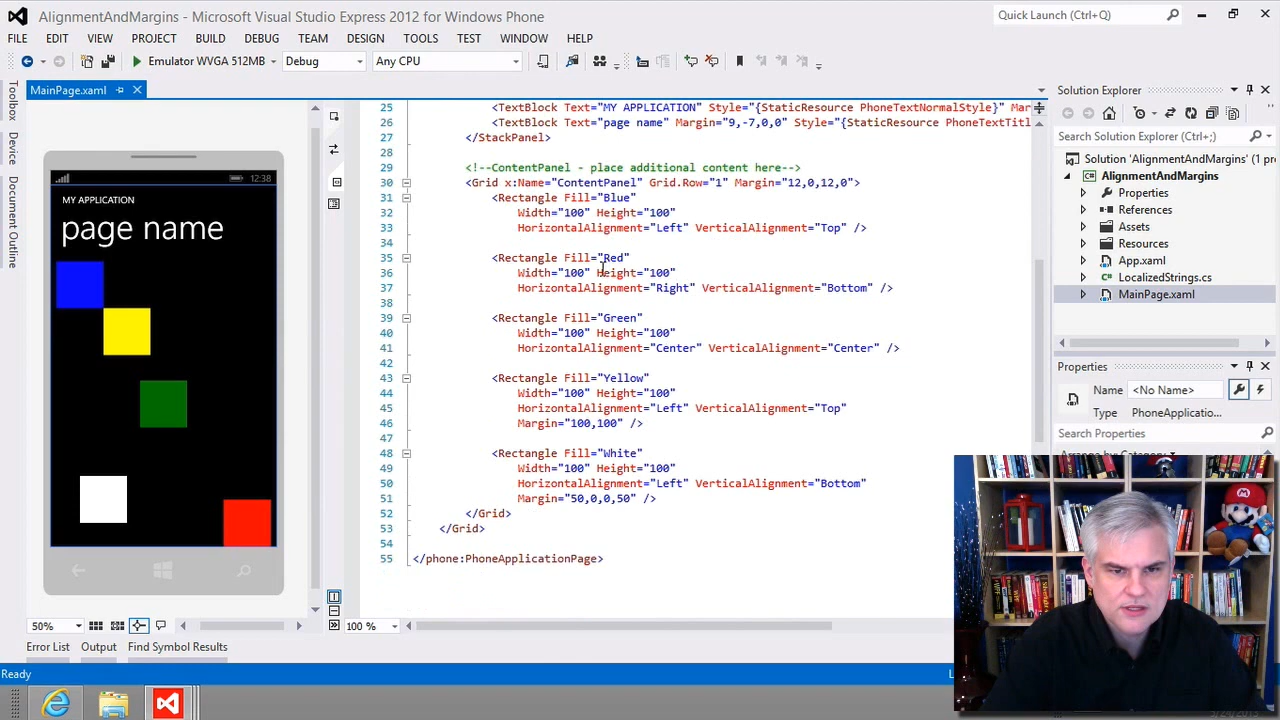 AlignmentAndMargins - Microsoft Visual Studio Express 2012 for Windows Phone
Quick Launch (Ctrl+Q)
FILE EDIT VIEW PROJECT BUILD DEBUG TEAM FORMAT DESIGN TOOLS TEST WINDOW HELP
Emulator WVGA 512MB Debug Any CPU
MainPage.xaml
Toolbox
Device
Document Outline
12:38
MY APPLICATION
page name
50%
25 <TextBlock Text="MY APPLICATION" Style="{StaticResource PhoneTextNormalStyle}" Mar
26 <TextBlock Text="page name" Margin="9,-7,0,0" Style="{StaticResource PhoneTextTitl
27 </StackPanel>
28
29 <!--ContentPanel - place additional content here-->
30 <Grid x:Name="ContentPanel" Grid.Row="1" Margin="12,0,12,0">
31 <Rectangle Fill="Blue"
32 Width="100" Height="100"
33 HorizontalAlignment="Left" VerticalAlignment="Top" />
34
35 <Rectangle Fill="Red"
36 Width="100" Height="100"
37 HorizontalAlignment="Right" VerticalAlignment="Bottom" />
38
39 <Rectangle Fill="Green"
40 Width="100" Height="100"
41 HorizontalAlignment="Center" VerticalAlignment="Center" />
42
43 <Rectangle Fill="Yellow"
44 Width="100" Height="100"
45 HorizontalAlignment="Left" VerticalAlignment="Top"
46 Margin="100,100" />
47
48 <Rectangle Fill="White"
49 Width="100" Height="100"
50 HorizontalAlignment="Left" VerticalAlignment="Bottom"
51 Margin="50,0,0,50" />
52 </Grid>
53 </Grid>
54
55 </phone:PhoneApplicationPage>
100 %
Solution Explorer
Search Solution Explorer (Ctrl+;)
Solution 'AlignmentAndMargins' (1 pr
AlignmentAndMargins
Properties
References
Assets
Resources
App.xaml
LocalizedStrings.cs
MainPage.xaml
Properties
Name <No Name>
Type PhoneApplicatio...
Search Properties
Error List Output Find Symbol Results
Ready